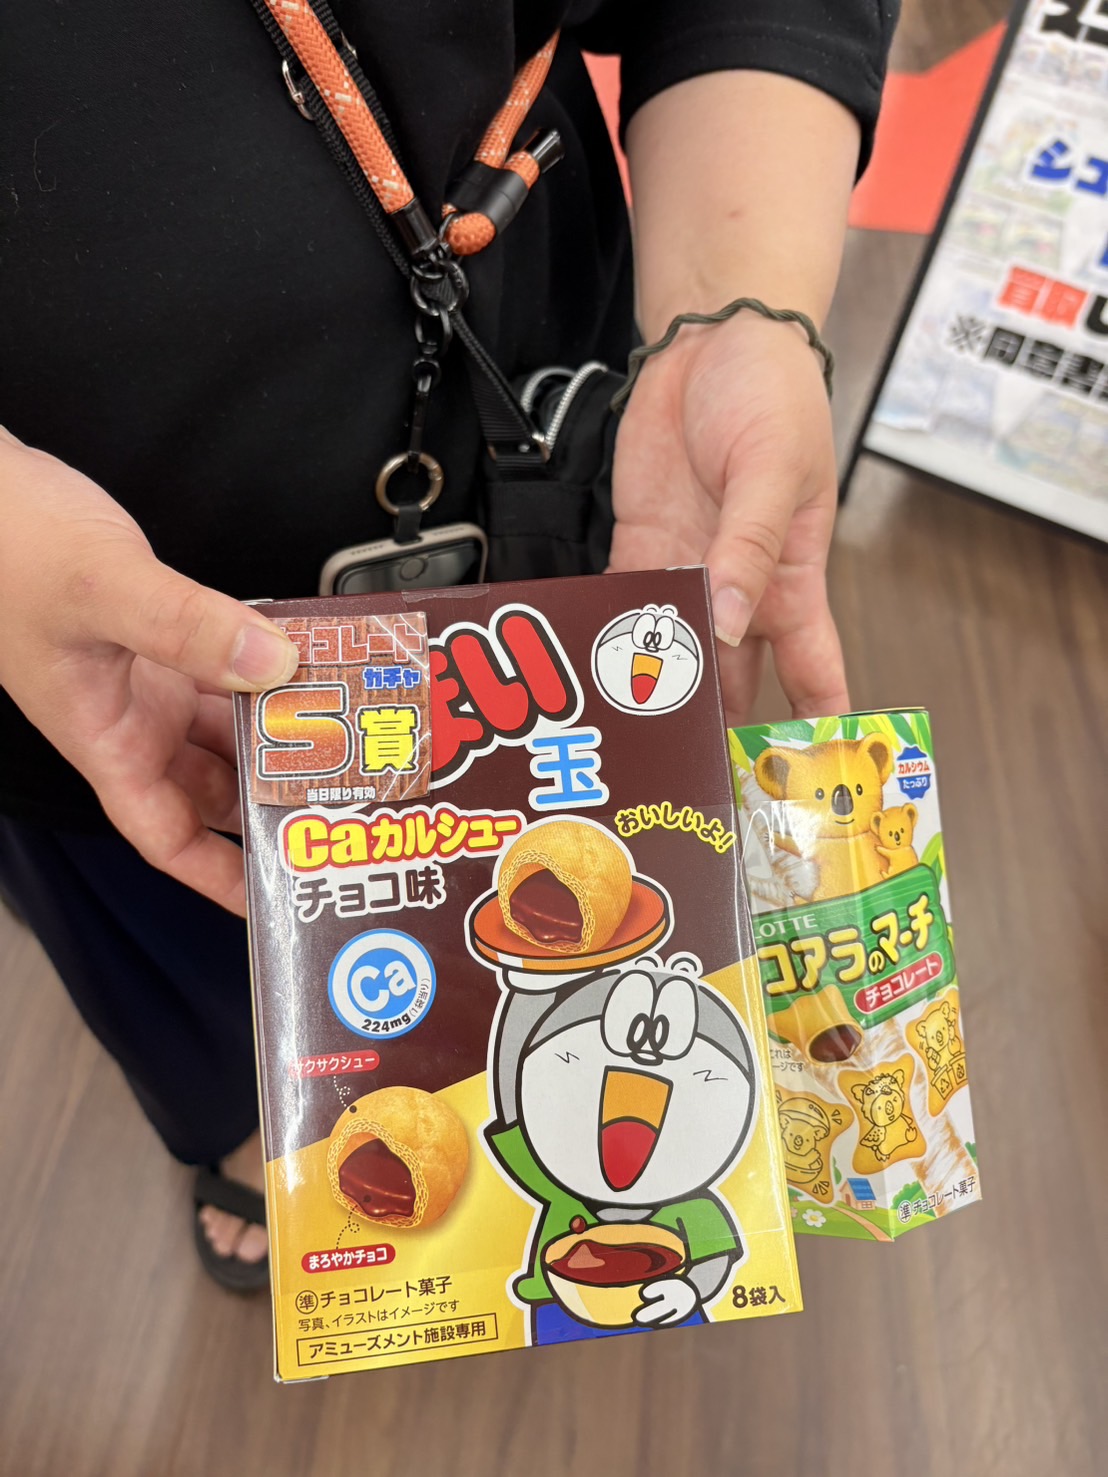 チョコレート
ガチャ
S賞
当日限り有効
まい
玉
Caカルシュー
チョコ味
おいしいよ!
Ca
224mg
サクサクシュー
まろやかチョコ
準チョコレート菓子
写真、イラストはイメージです
アミューズメント施設専用
8袋入
カルシウム
たっぷり
LOTTE
コアラのマーチ
チョコレート
準チョコレート菓子
買取し